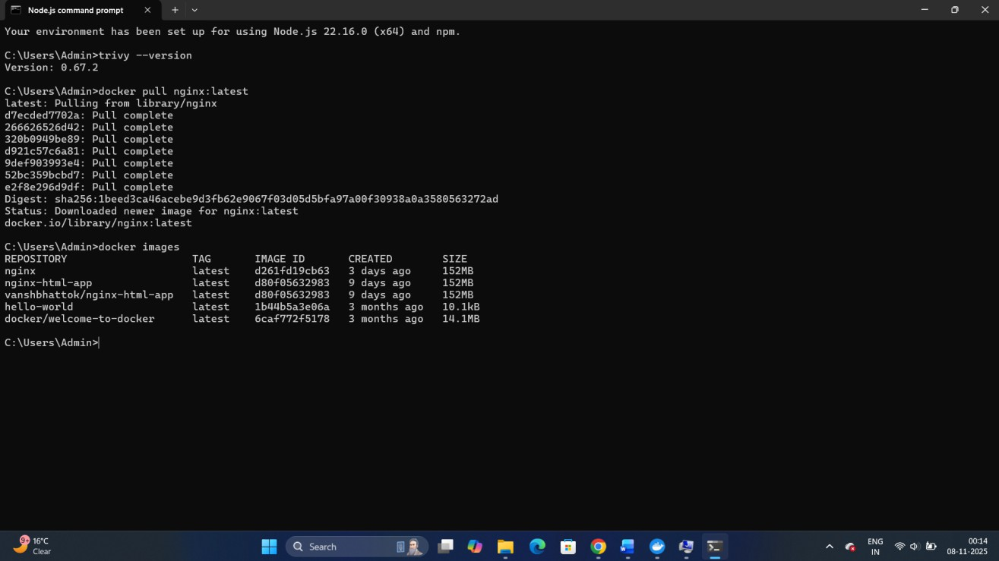 Node.js command prompt
Your environment has been set up for using Node.js 22.16.0 (x64) and npm.
C:\Users\Admin>trivy --version
Version: 0.67.2
C:\Users\Admin>docker pull nginx:latest
latest: Pulling from library/nginx
d7ecded7702a: Pull complete
266626526d42: Pull complete
320b0949be89: Pull complete
d921c57c6a81: Pull complete
9def903993e4: Pull complete
52bc359bcbd7: Pull complete
e2f8e296d9df: Pull complete
Digest: sha256:1beed3ca46acebe9d3fb62e9067f03d05d5bfa97a00f30938a0a3580563272ad
Status: Downloaded newer image for nginx:latest
docker.io/library/nginx:latest
C:\Users\Admin>docker images
REPOSITORY TAG IMAGE ID CREATED SIZE
nginx latest d261fd19cb63 3 days ago 152MB
nginx-html-app latest d80f05632983 9 days ago 152MB
vanshbhattok/nginx-html-app latest d80f05632983 9 days ago 152MB
hello-world latest 1b44b5a3e06a 3 months ago 10.1kB
docker/welcome-to-docker latest 6caf772f5178 3 months ago 14.1MB
C:\Users\Admin>
9+ 16°C
Clear
Search
ENG
IN
00:14
08-11-2025